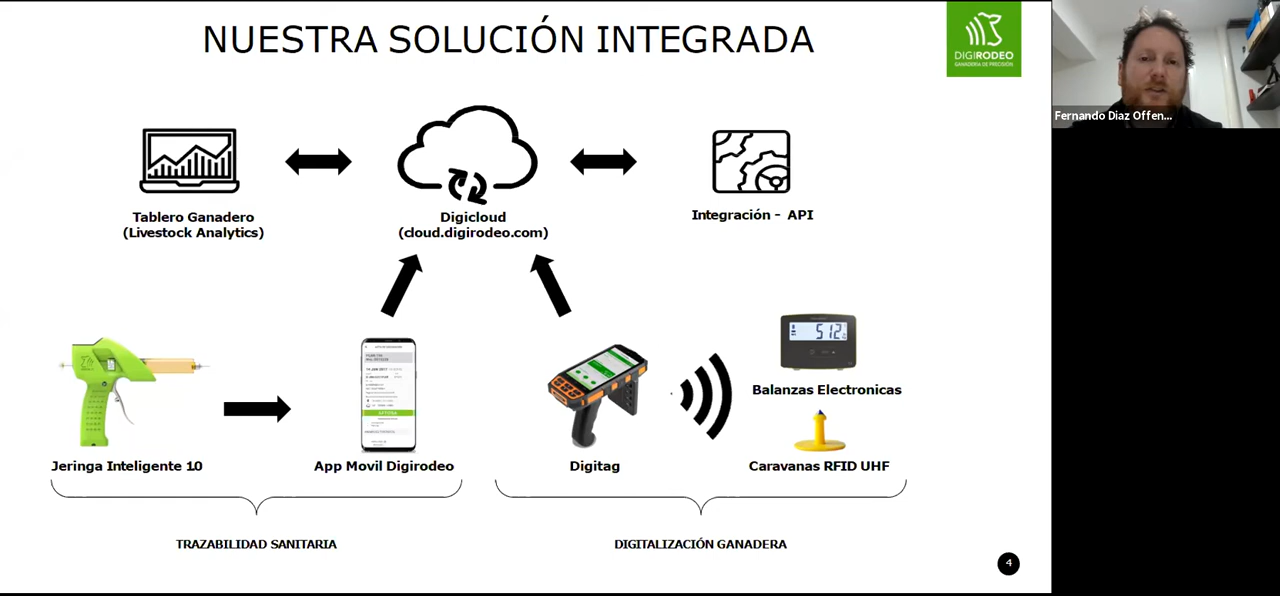 NUESTRA SOLUCIÓN INTEGRADA
DIGIRODEO
GANADERÍA DE PRECISIÓN
Fernando Diaz Offen...
Tablero Ganadero
(Livestock Analytics)
Digicloud
(cloud.digirodeo.com)
Integración - API
512
Balanzas Electronicas
Jeringa Inteligente 1.0
App Movil Digirodeo
Digitag
Caravanas RFID UHF
TRAZABILIDAD SANITARIA
DIGITALIZACIÓN GANADERA
4